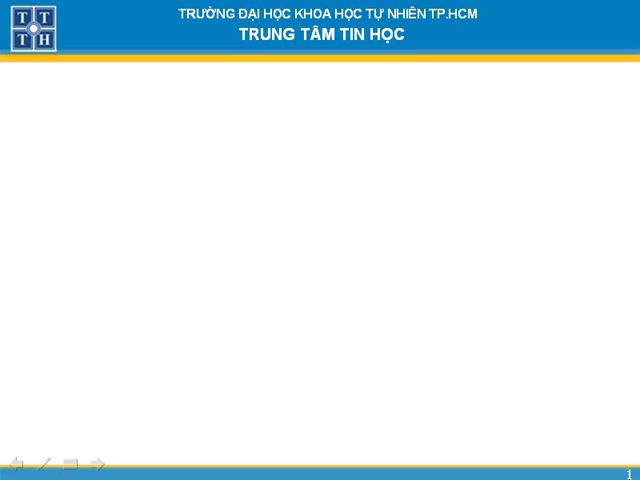 TRƯỜNG ĐẠI HỌC KHOA HỌC TỰ NHIÊN TP.HCM
TRUNG TÂM TIN HỌC
T T
T H
1